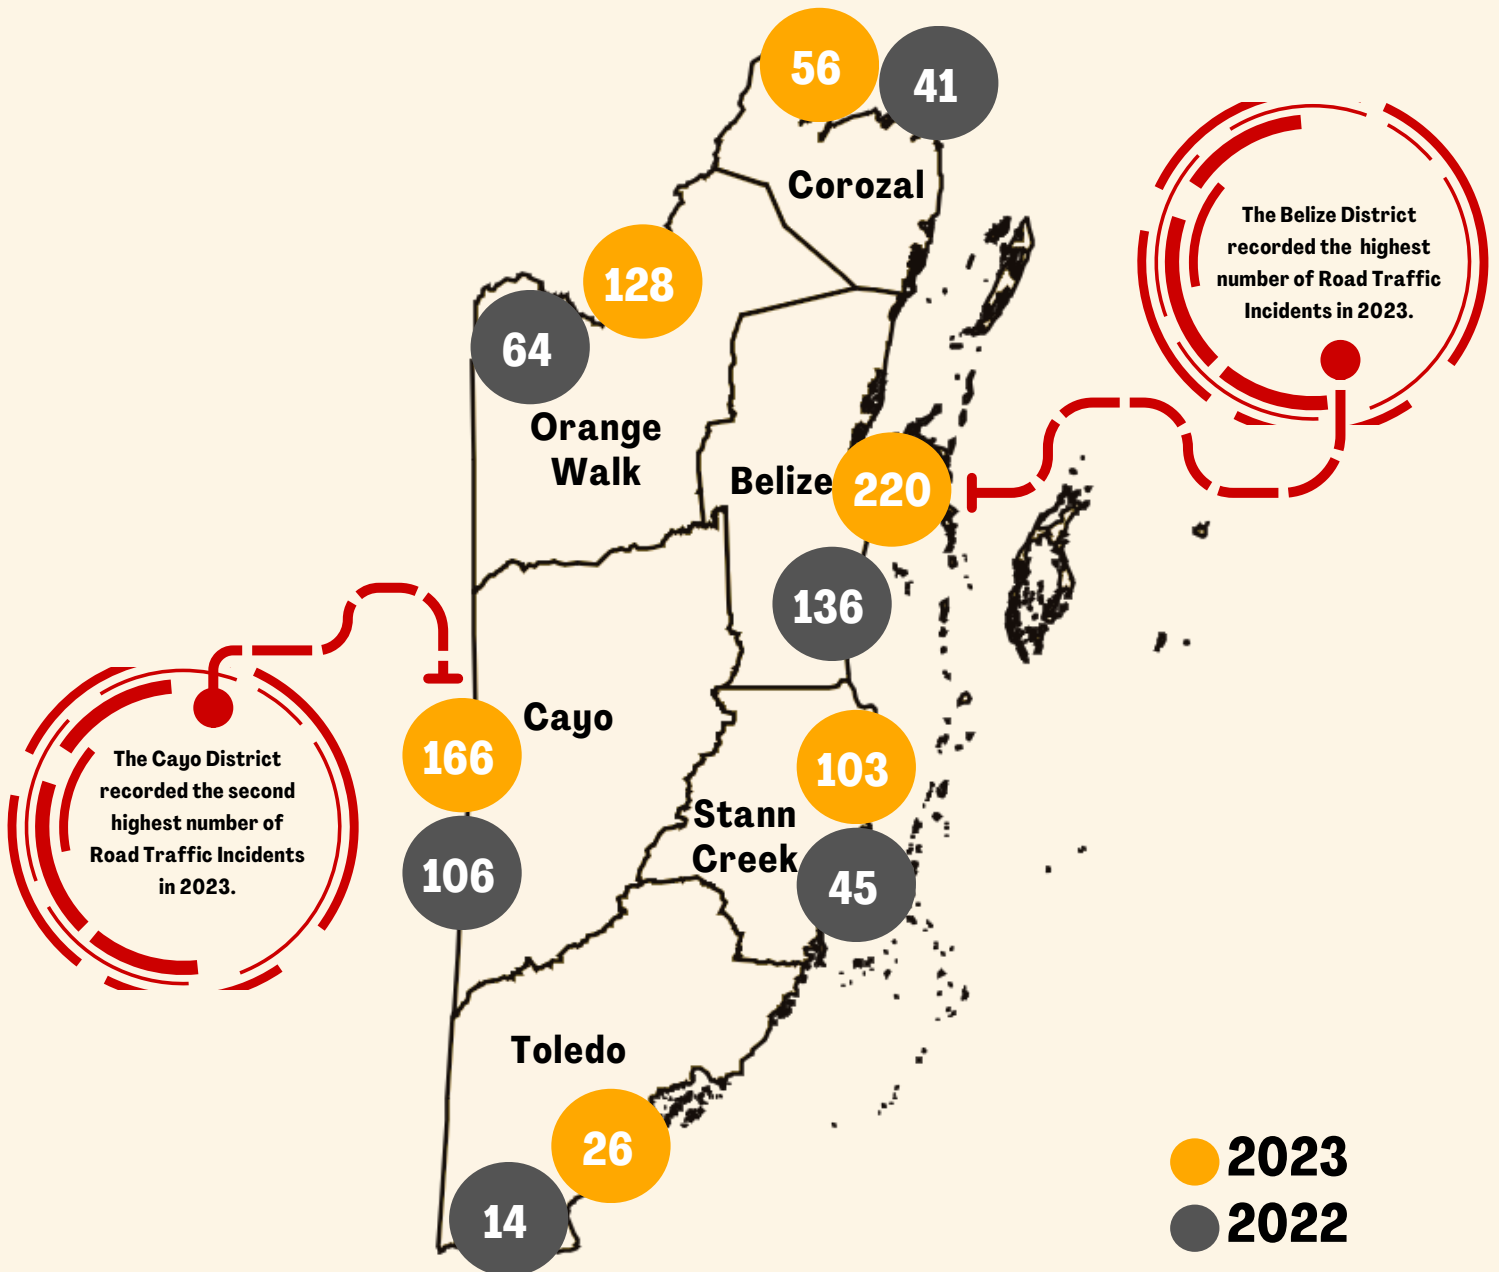 56
41
Corozal
The Belize District
recorded the highest
number of Road Traffic
Incidents in 2023.
128
64
Orange
Walk
Belize
220
136
Cayo
166
106
The Cayo District
recorded the second
highest number of
Road Traffic Incidents
in 2023.
103
Stann
Creek
45
Toledo
26
14
2023
2022